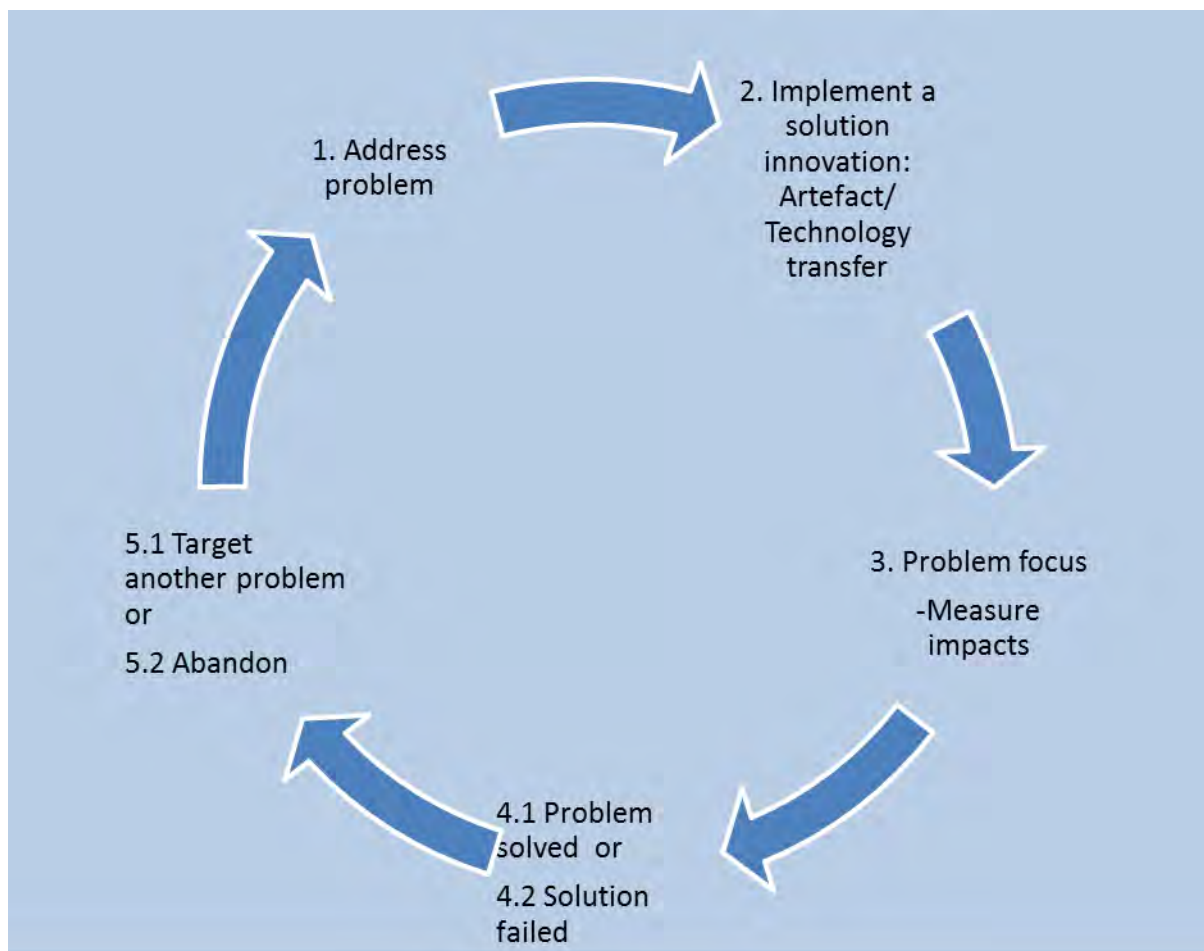 1. Address
problem
2. Implement a
solution
innovation:
Artefact/
Technology
transfer
3. Problem focus
-Measure
impacts
4.1 Problem
solved or
4.2 Solution
failed
5.1 Target
another problem
or
5.2 Abandon